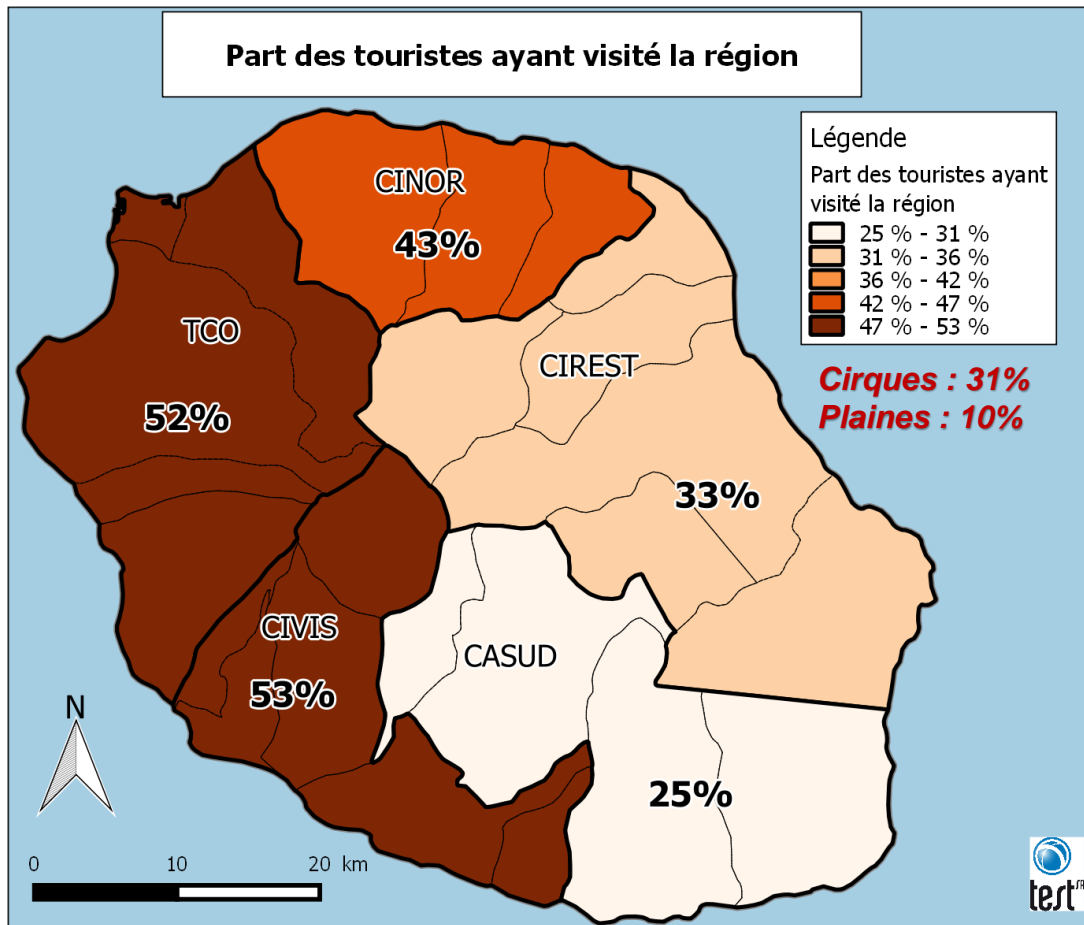 Part des touristes ayant visité la région
Légende
Part des touristes ayant
visité la région
25 % - 31 %
31 % - 36 %
36 % - 42 %
42 % - 47 %
47 % - 53 %
Cirques : 31%
Plaines : 10%
CINOR
43%
TCO
52%
CIREST
33%
CIVIS
53%
CASUD
25%
N
0 10 20 km
test